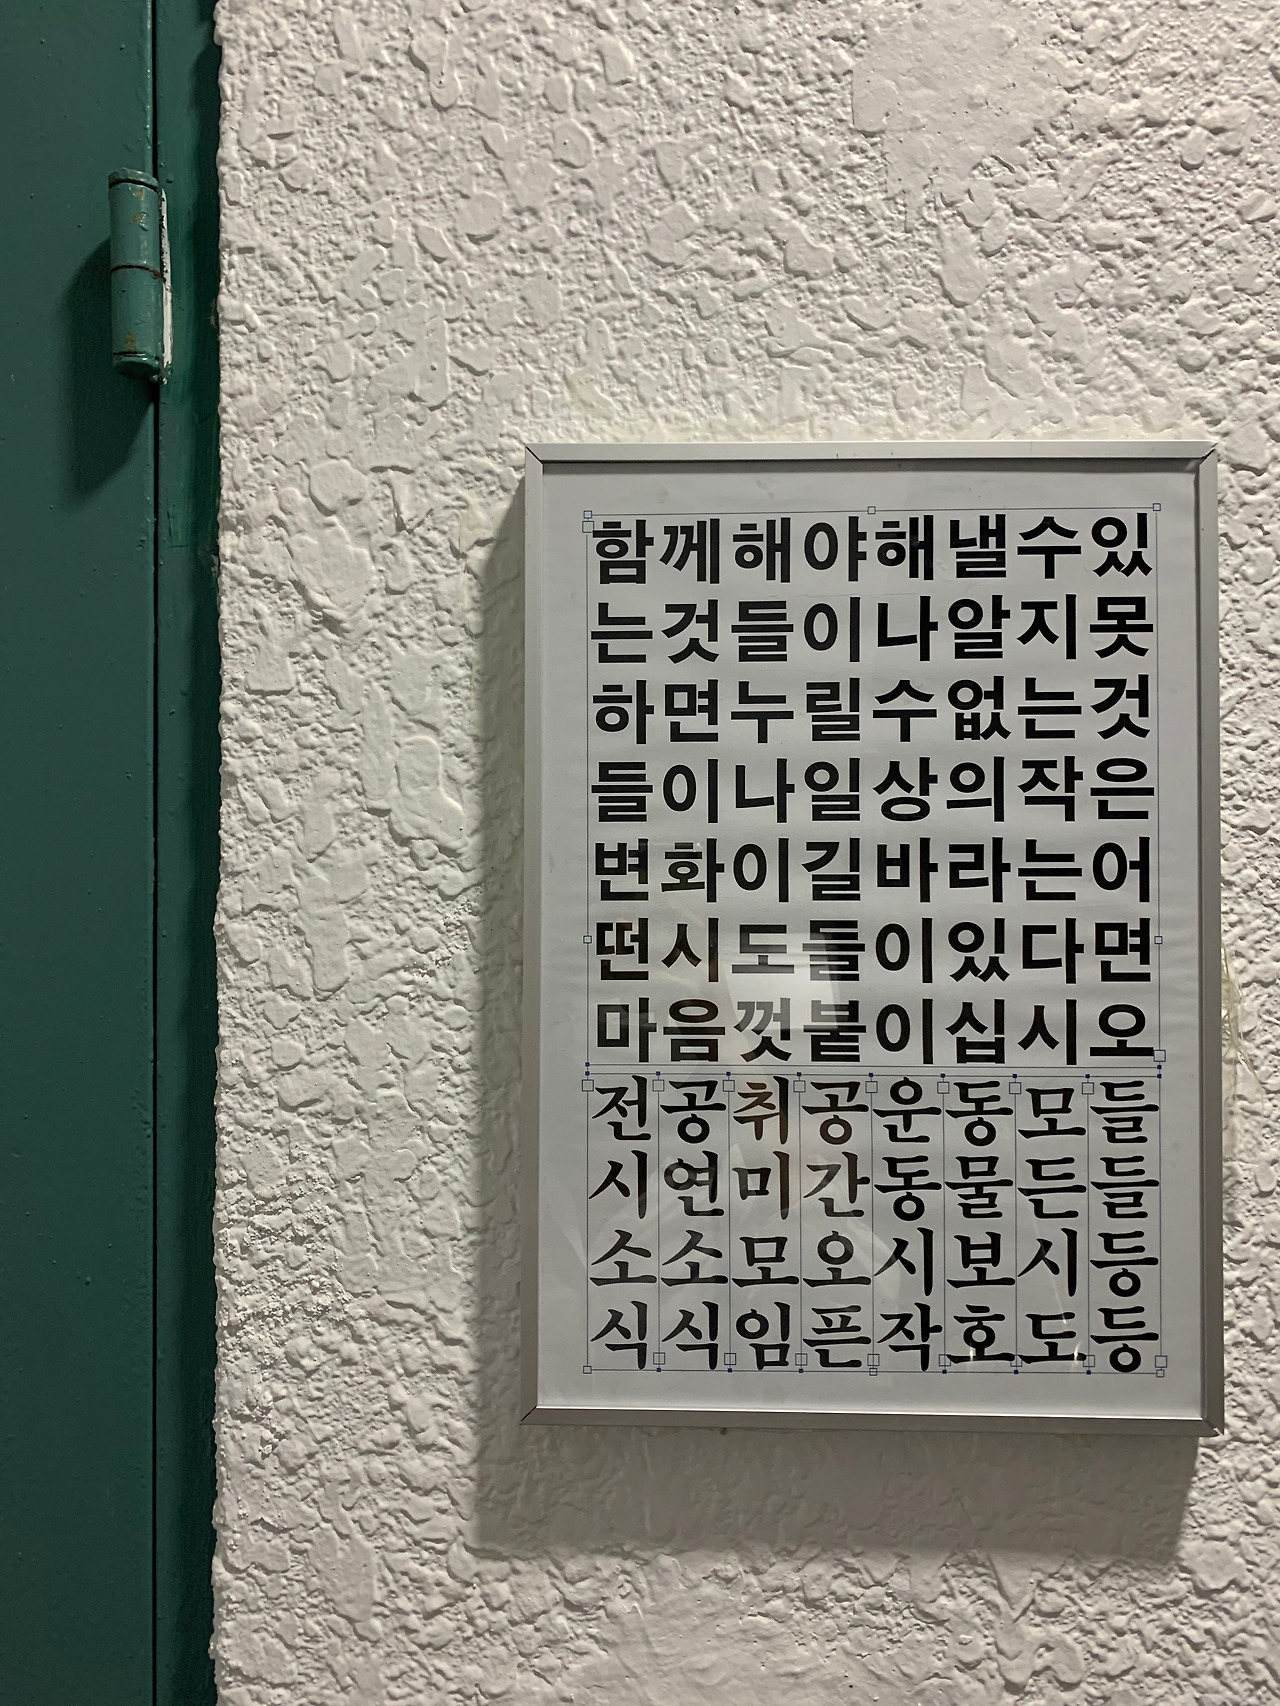 함께해야해낼수있
는것들이나알지못
하면누릴수없는것
들이나일상의작은
변화이길바라는어
떤시도들이있다면
마음껏붙이십시오
전시소식
공연소식
취미모임
공간오픈
운동시작
동물보호
모든시도
들들등등